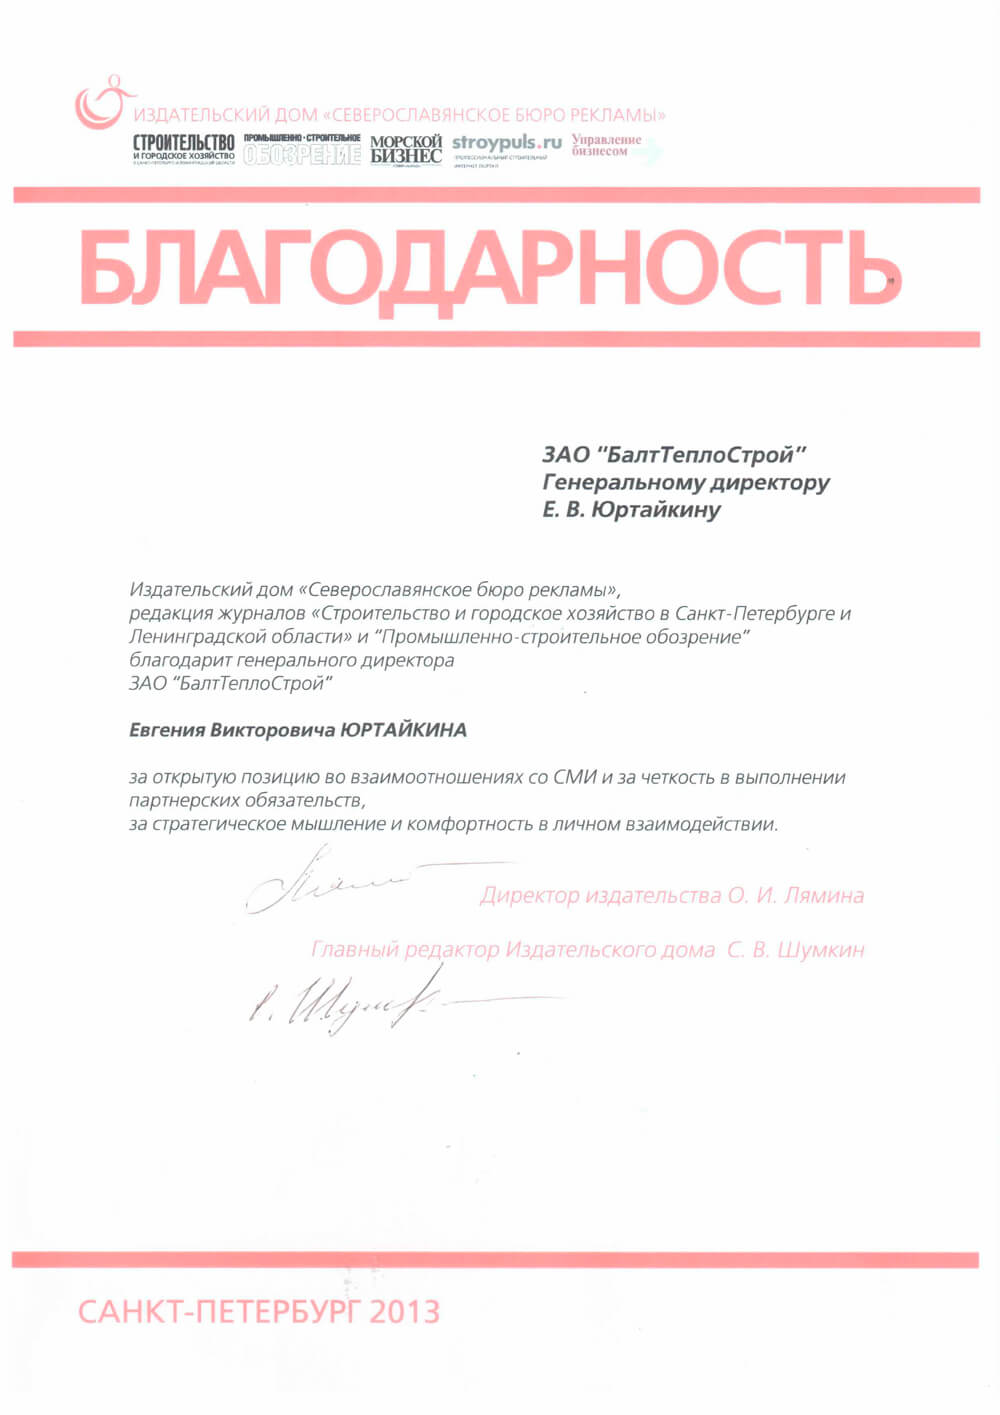 ИЗДАТЕЛЬСКИЙ ДОМ «СЕВЕРОСЛАВЯНСКОЕ БЮРО РЕКЛАМЫ»
СТРОИТЕЛЬСТВО
И ГОРОДСКОЕ ХОЗЯЙСТВО
В САНКТ-ПЕТЕРБУРГЕ И ЛЕНИНГРАДСКОЙ ОБЛАСТИ
ПРОМЫШЛЕННО-СТРОИТЕЛЬНОЕ
ОБОЗРЕНИЕ
МОРСКОЙ
БИЗНЕС
stroypuls.ru
ПРОФЕССИОНАЛЬНЫЙ СТРОИТЕЛЬНЫЙ
ИНТЕРНЕТ-ПОРТАЛ
Управление
бизнесом
БЛАГОДАРНОСТЬ
ЗАО "БалтТеплоСтрой"
Генеральному директору
Е. В. Юртайкину
Издательский дом «Северославянское бюро рекламы»,
редакция журналов «Строительство и городское хозяйство в Санкт-Петербурге и
Ленинградской области» и "Промышленно-строительное обозрение"
благодарит генерального директора
ЗАО "БалтТеплоСтрой"
Евгения Викторовича ЮРТАЙКИНА
за открытую позицию во взаимоотношениях со СМИ и за четкость в выполнении
партнерских обязательств,
за стратегическое мышление и комфортность в личном взаимодействии.
Директор издательства О. И. Лямина
Главный редактор Издательского дома С. В. Шумкин
САНКТ-ПЕТЕРБУРГ 2013